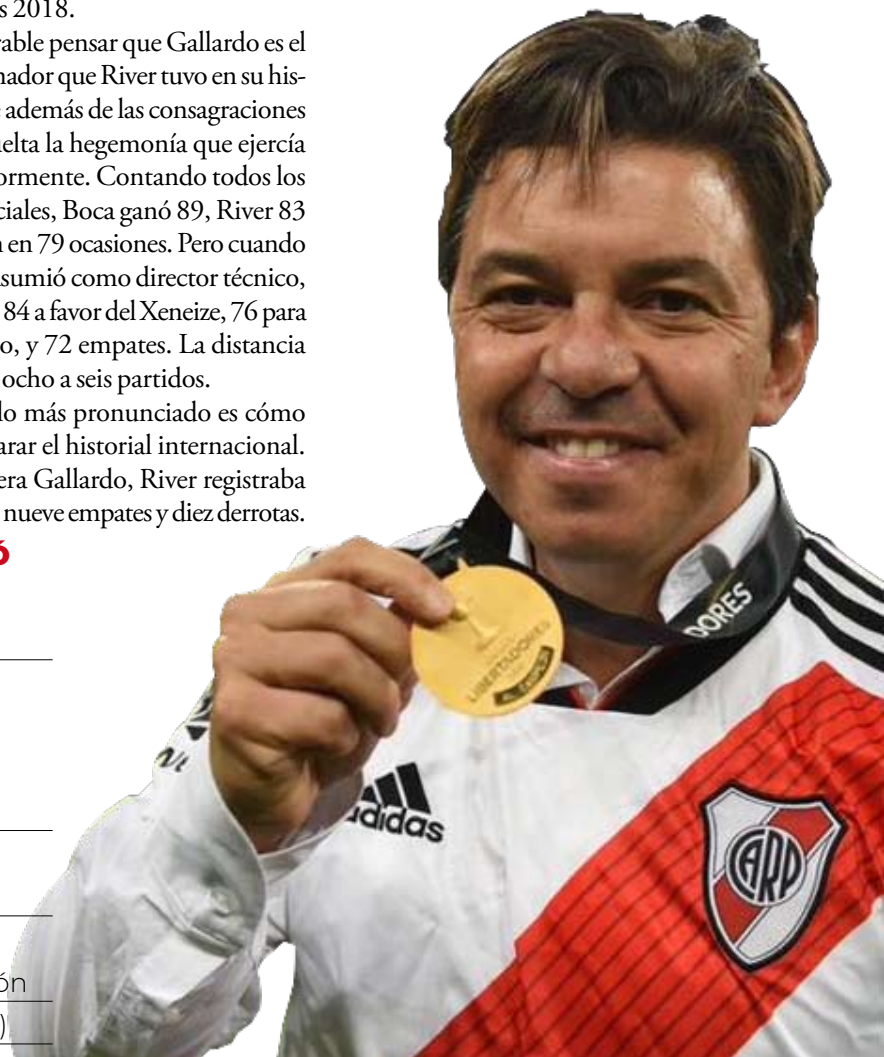 s 2018.
rable pensar que Gallardo es el
nador que River tuvo en su his-
e además de las consagraciones
uelta la hegemonía que ejercía
ormente. Contando todos los
ciales, Boca ganó 89, River 83
n en 79 ocasiones. Pero cuando
sumió como director técnico,
84 a favor del Xeneize, 76 para
o, y 72 empates. La distancia
ocho a seis partidos.
lo más pronunciado es cómo
arar el historial internacional.
era Gallardo, River registraba
nueve empates y diez derrotas.
6
DORES
LIBERTADORES
adidas
CARP
ón
)